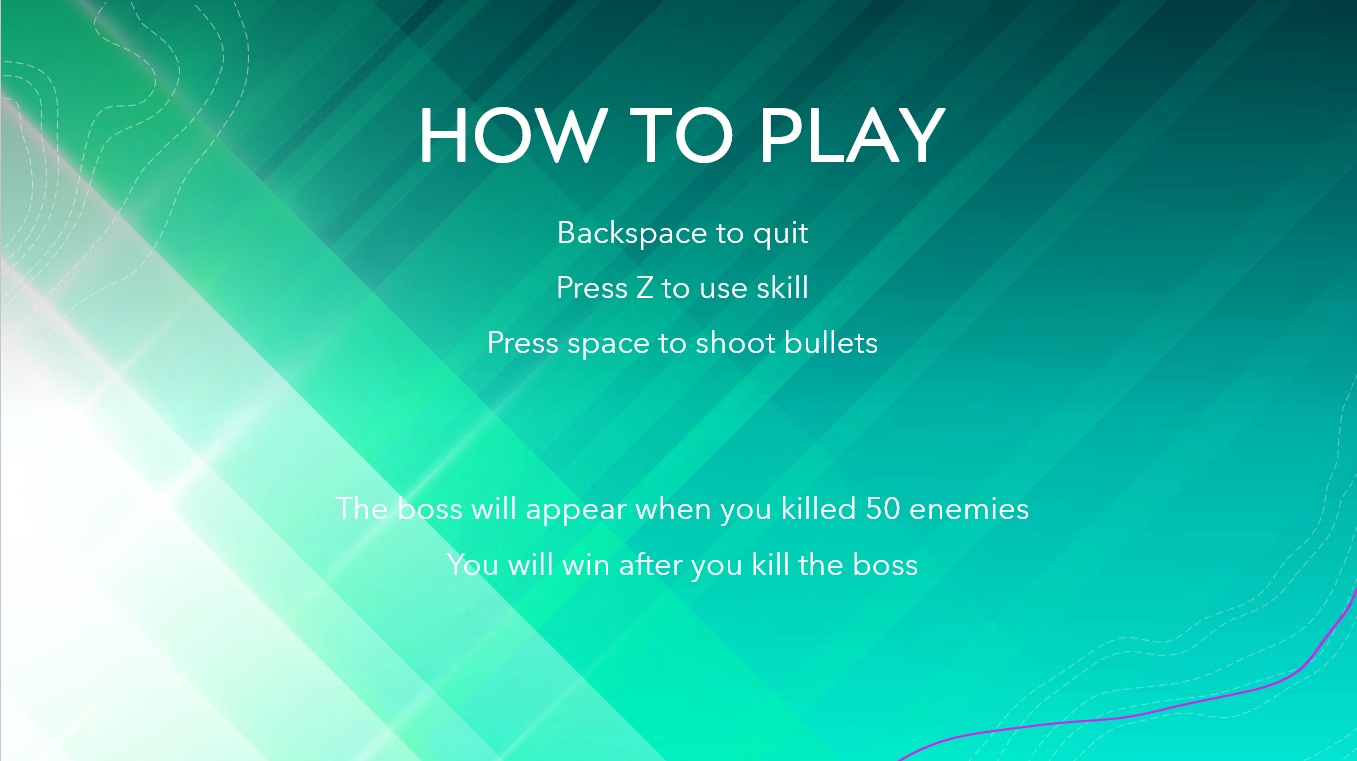 HOW TO PLAY
Backspace to quit
Press Z to use skill
Press space to shoot bullets
The boss will appear when you killed 50 enemies
You will win after you kill the boss